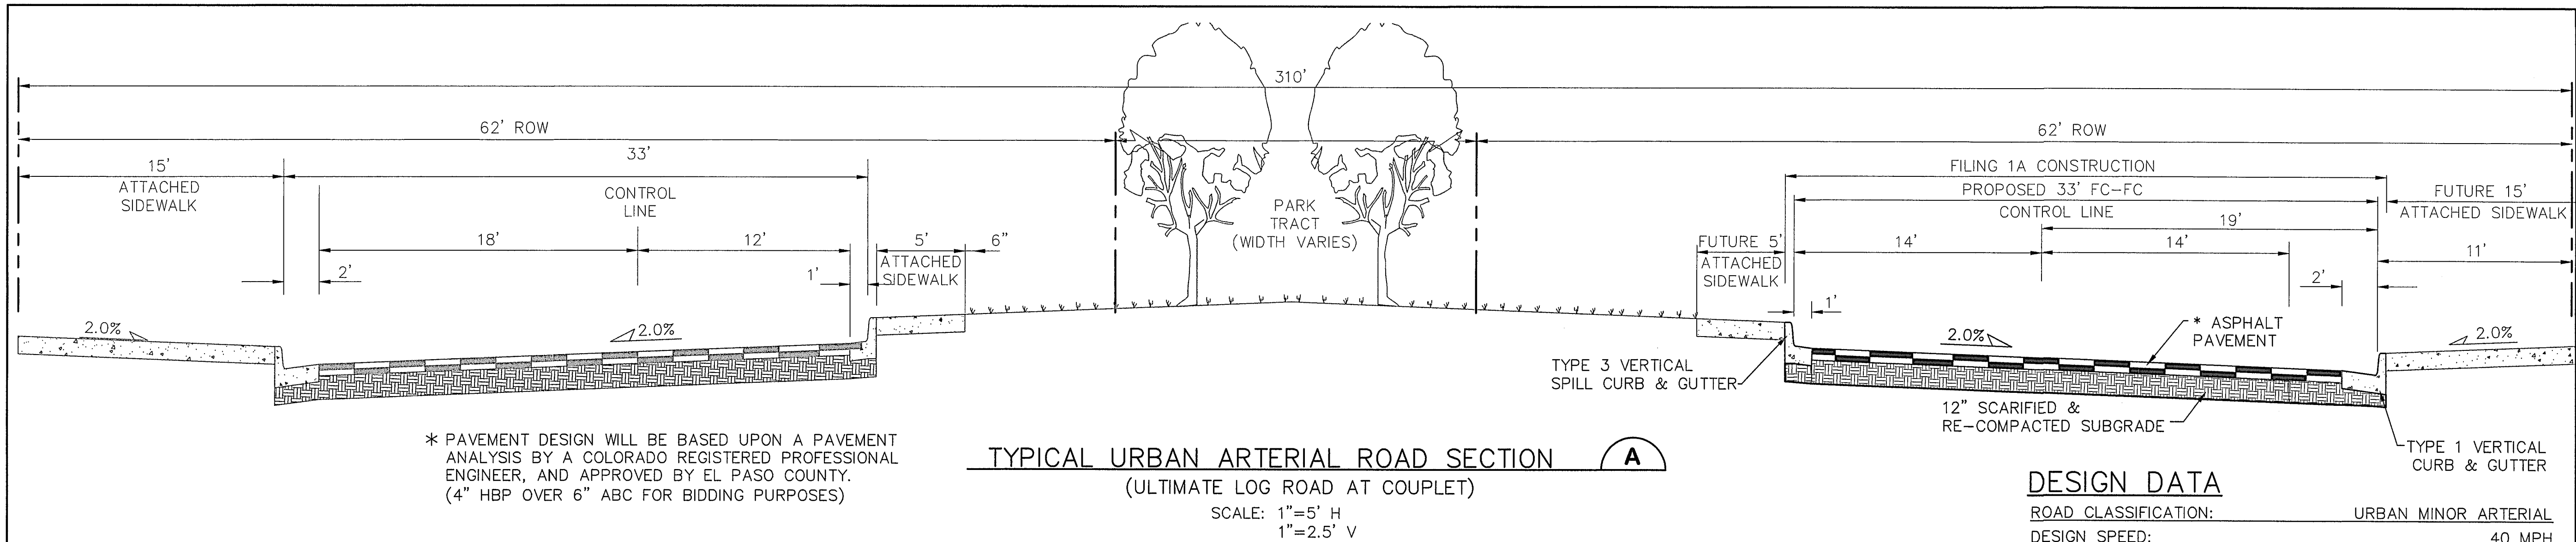 310'
62' ROW
62' ROW
33'
15'
ATTACHED
SIDEWALK
CONTROL
LINE
18'
12'
2'
1'
5'
6"
ATTACHED
SIDEWALK
2.0%
2.0%
PARK
TRACT
(WIDTH VARIES)
FILING 1A CONSTRUCTION
PROPOSED 33' FC-FC
CONTROL LINE
FUTURE 15'
ATTACHED SIDEWALK
19'
FUTURE 5'
ATTACHED
SIDEWALK
14'
14'
11'
1'
2'
2.0%
* ASPHALT
PAVEMENT
2.0%
TYPE 3 VERTICAL
SPILL CURB & GUTTER
12" SCARIFIED &
RE-COMPACTED SUBGRADE
TYPE 1 VERTICAL
CURB & GUTTER
* PAVEMENT DESIGN WILL BE BASED UPON A PAVEMENT
ANALYSIS BY A COLORADO REGISTERED PROFESSIONAL
ENGINEER, AND APPROVED BY EL PASO COUNTY.
(4" HBP OVER 6" ABC FOR BIDDING PURPOSES)
TYPICAL URBAN ARTERIAL ROAD SECTION A
(ULTIMATE LOG ROAD AT COUPLET)
SCALE: 1"=5' H
1"=2.5' V
DESIGN DATA
ROAD CLASSIFICATION: URBAN MINOR ARTERIAL
DESIGN SPEED: 40 MPH